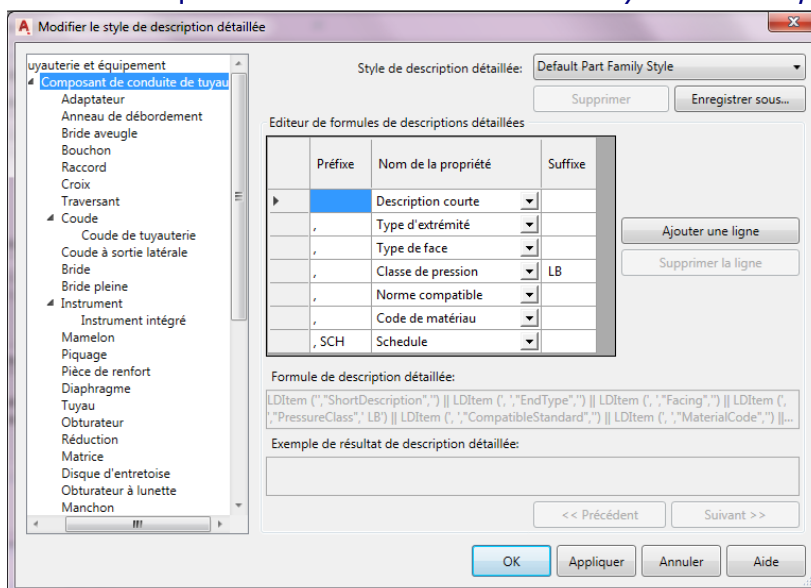 Modifier le style de description détaillée
uyauterie et équipement
Composant de conduite de tuyau
Adaptateur
Anneau de débordement
Bride aveugle
Bouchon
Raccord
Croix
Traversant
Coude
Coude de tuyauterie
Coude à sortie latérale
Bride
Bride pleine
Instrument
Instrument intégré
Mamelon
Piquage
Pièce de renfort
Diaphragme
Tuyau
Obturateur
Réduction
Matrice
Disque d'entretoise
Obturateur à lunette
Manchon
Style de description détaillée: Default Part Family Style
Supprimer Enregistrer sous...
Editeur de formules de descriptions détaillées
Préfixe Nom de la propriété Suffixe
Description courte
, Type d'extrémité
, Type de face
, Classe de pression LB
, Norme compatible
, Code de matériau
, SCH Schedule
Ajouter une ligne
Supprimer la ligne
Formule de description détaillée:
LDItem ('',"ShortDescription",'') || LDItem (', ',"EndType",'') || LDItem (', ',"Facing",'') || LDItem (',
',"PressureClass",' LB') || LDItem (', ',"CompatibleStandard",'') || LDItem (', ',"MaterialCode",'') ||...
Exemple de résultat de description détaillée:
<< Précédent Suivant >>
OK Appliquer Annuler Aide